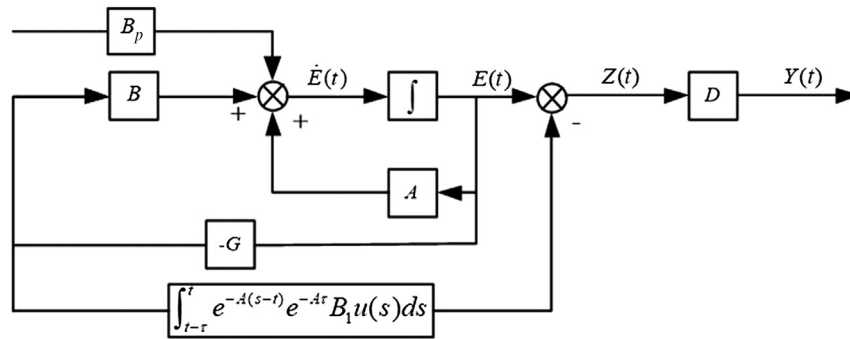 B_p
B
+
+
Ė(t)
∫
E(t)
-
Z(t)
D
Y(t)
A
-G
∫_{t-τ}^{t} e^{-A(s-t)} e^{-Aτ} B_1 u(s)ds